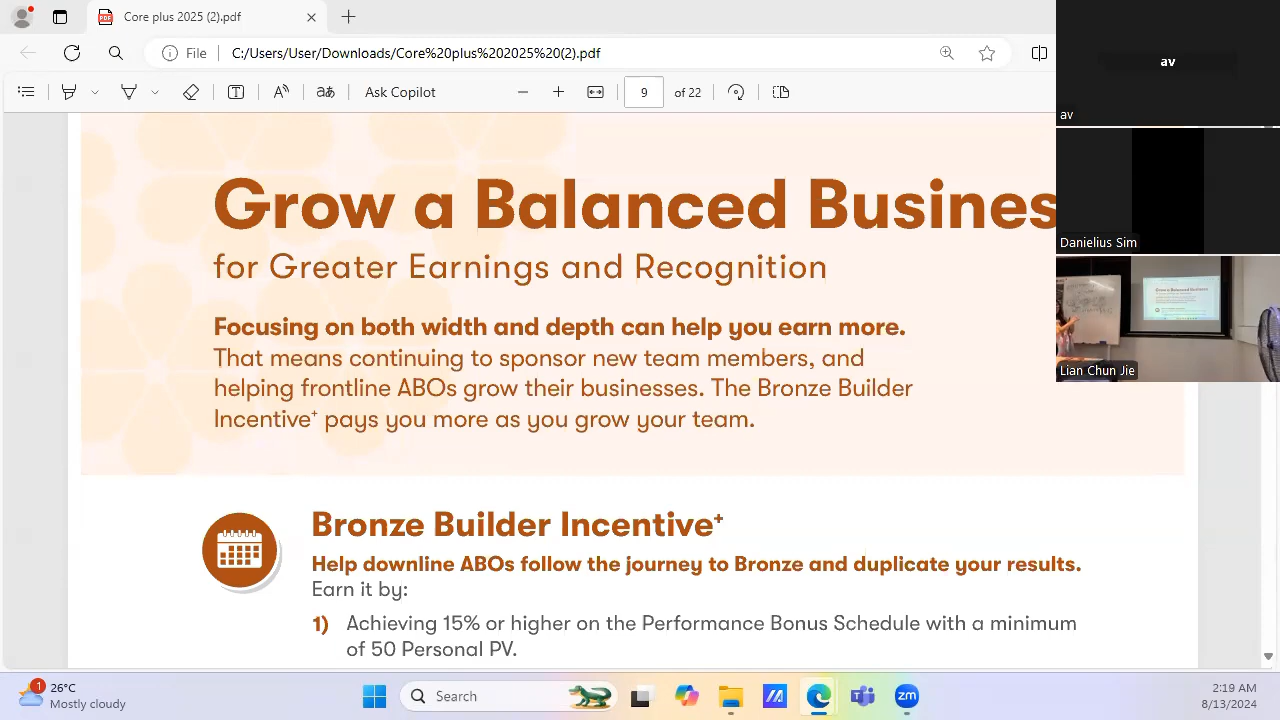 Core plus 2025 (2).pdf
File
C:/Users/User/Downloads/Core%20plus%202025%20(2).pdf
Ask Copilot
9
of 22
Grow a Balanced Busines
for Greater Earnings and Recognition
Focusing on both width and depth can help you earn more.
That means continuing to sponsor new team members, and
helping frontline ABOs grow their businesses. The Bronze Builder
Incentive+ pays you more as you grow your team.
Bronze Builder Incentive+
Help downline ABOs follow the journey to Bronze and duplicate your results.
Earn it by:
1) Achieving 15% or higher on the Performance Bonus Schedule with a minimum
of 50 Personal PV.
av
av
Danielius Sim
Grow a Balanced Business
Lian Chun Jie
1
26°C
Mostly cloudy
Search
zm
2:19 AM
8/13/2024